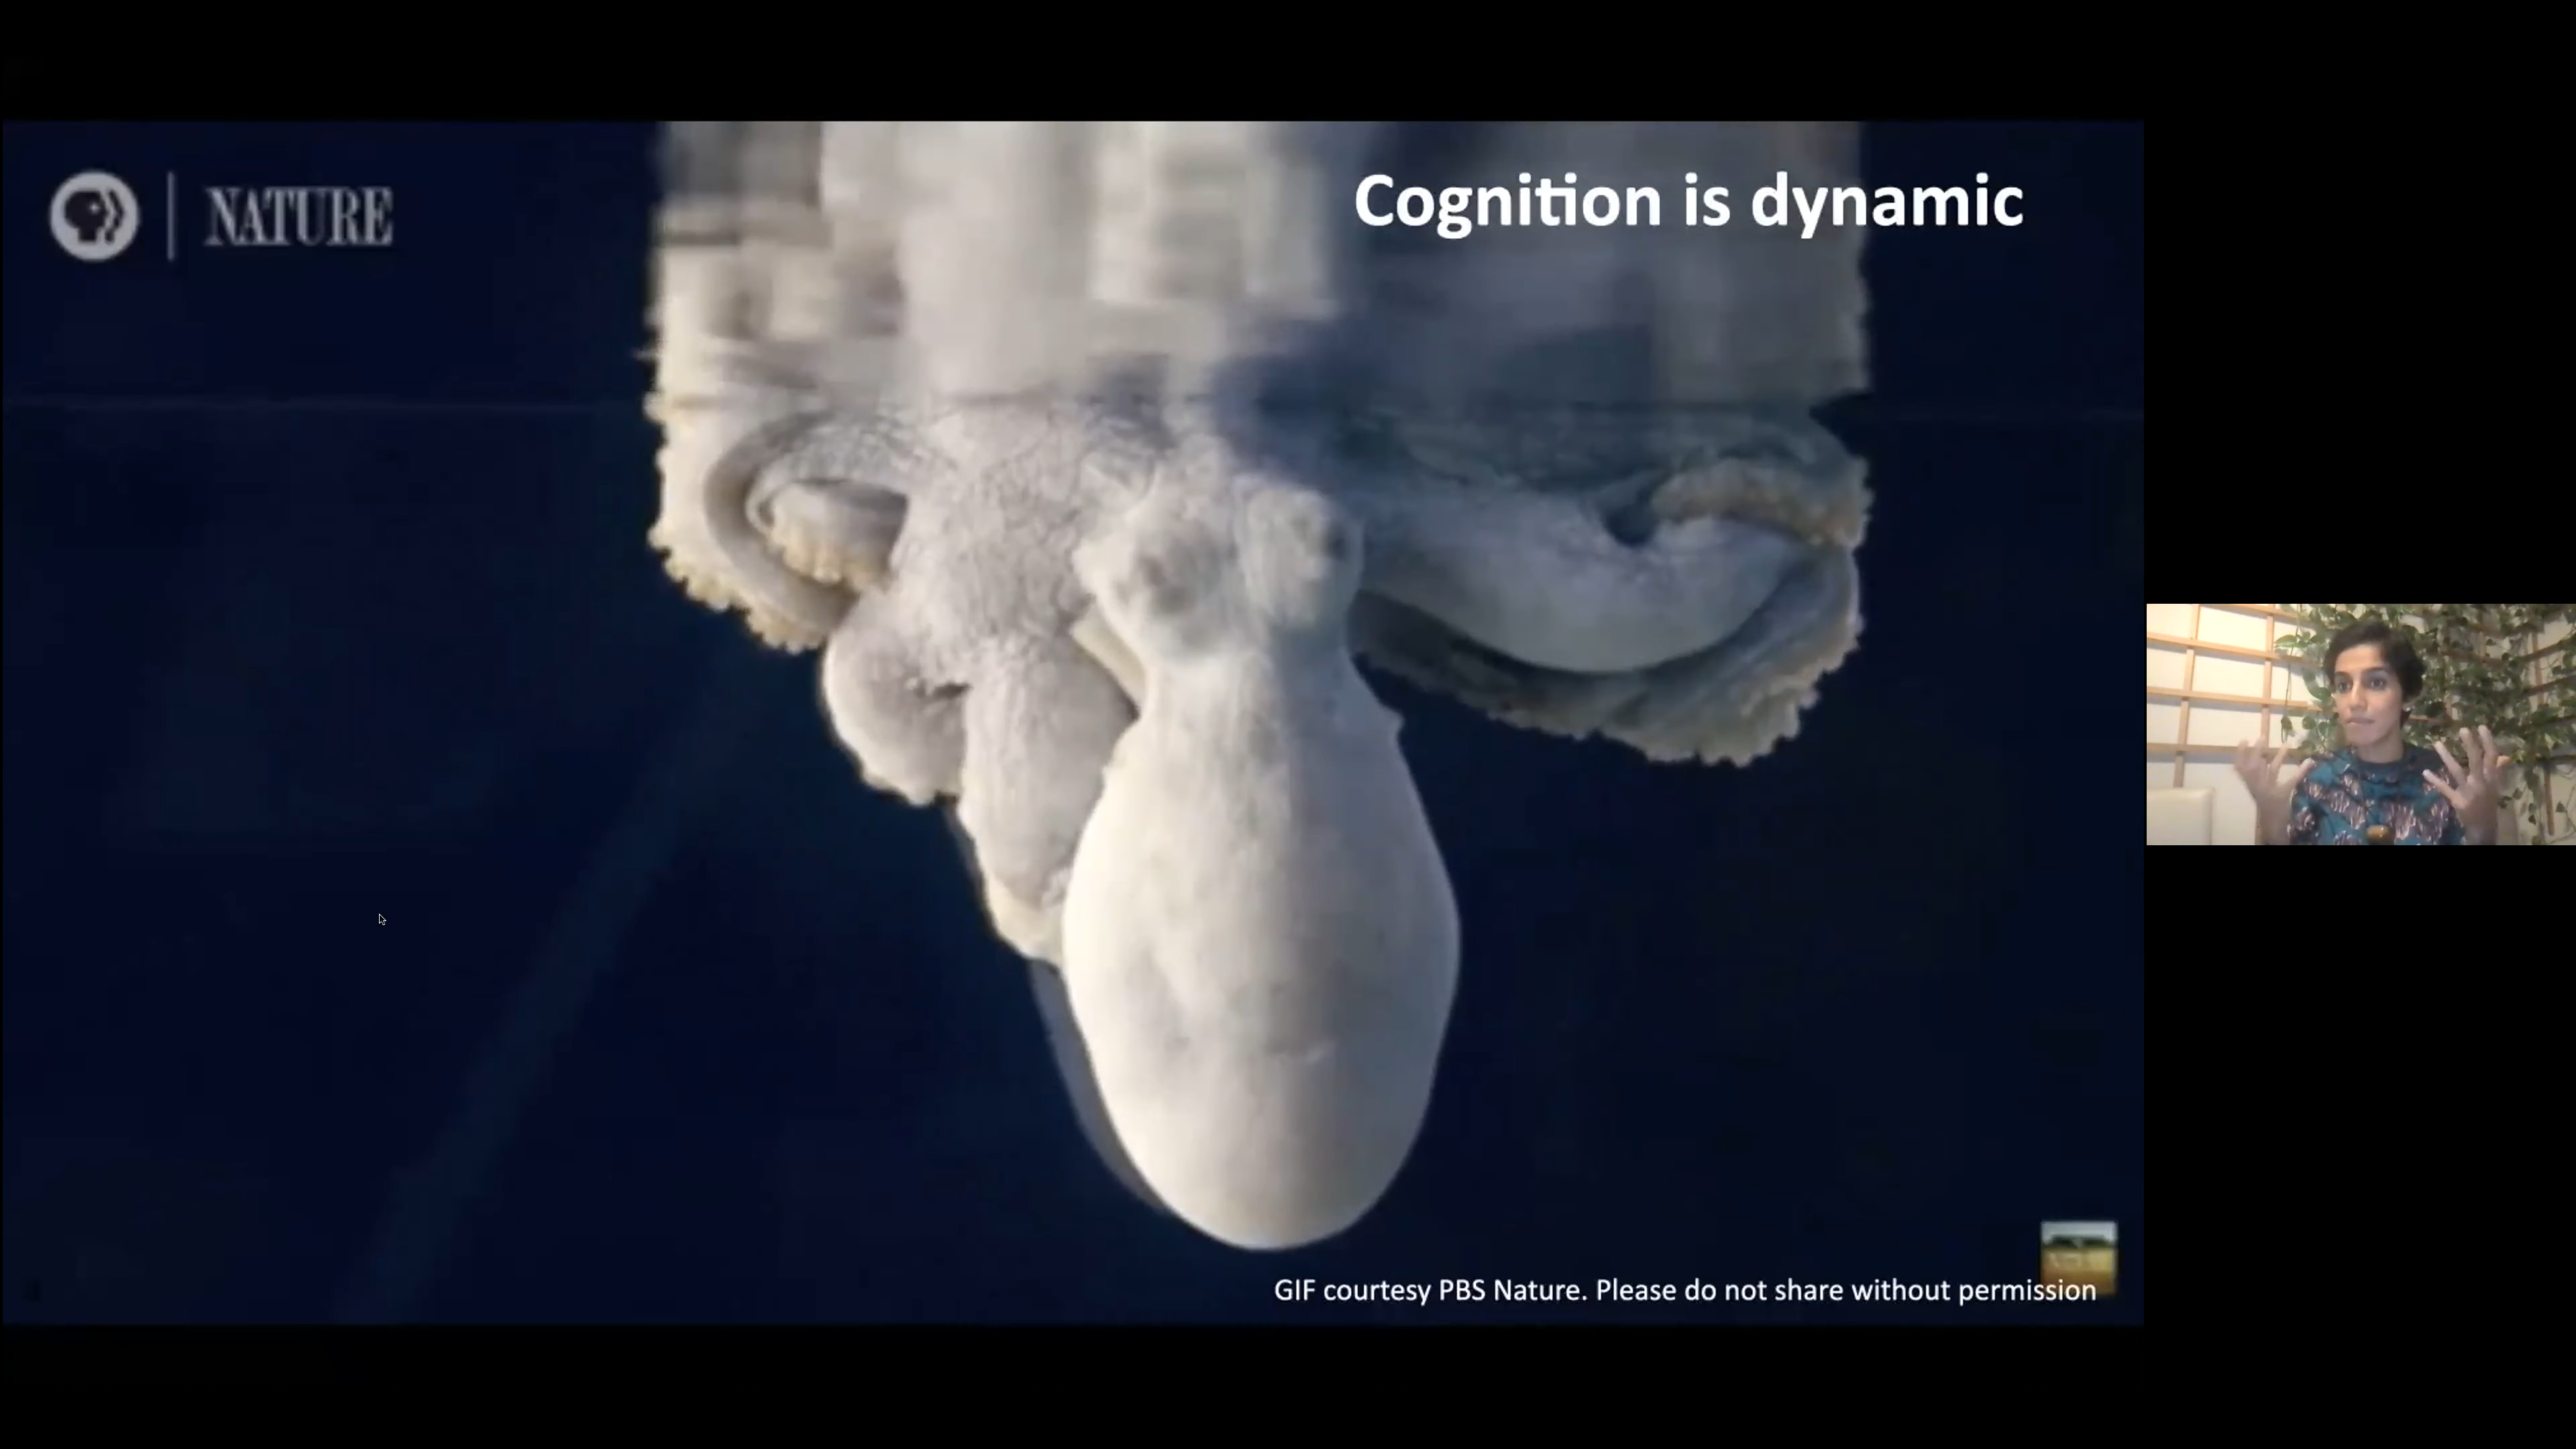 NATURE
Cognition is dynamic
GIF courtesy PBS Nature. Please do not share without permission